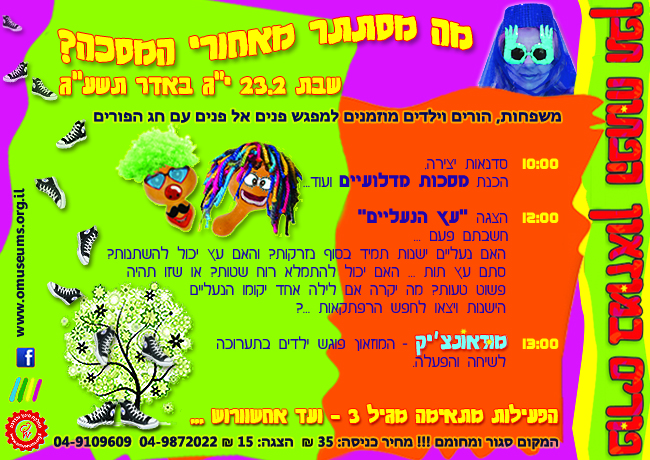 מה מסתתר מאחורי המסכה?
שבת 23.2 י"ג באדר תשע"ג
משפחות, הורים וילדים מוזמנים למפגש פנים אל פנים עם חג הפורים
10:00 סדנאות יצירה.
הכנת מסכות מדלועיים ועוד...
12:00 הצגה "עץ הנעליים"
חשבתם פעם ...
האם נעליים ישנות תמיד בסוף נזרקות? והאם עץ יכול להשתנות?
סתם עץ תות ... האם יכול להתמלא רוח שטות? או שזו תהיה
פשוט טעות? מה יקרה אם לילה אחד יקומו הנעליים
הישנות ויצאו לחפש הרפתקאות ...?
13:00 מוזאונצ'יק - המוזאון פוגש ילדים בתערוכה
לשיחה והפעלה.
הפעילות מתאימה מגיל 3 - ועד אחשוורוש ...
המקום סגור ומחומם !!! מחיר כניסה: 35 ₪ הצגה: 15 ₪ 04-9872022 04-9109609
פורים במוזאון הפתוח תפן
www.omuseums.org.il